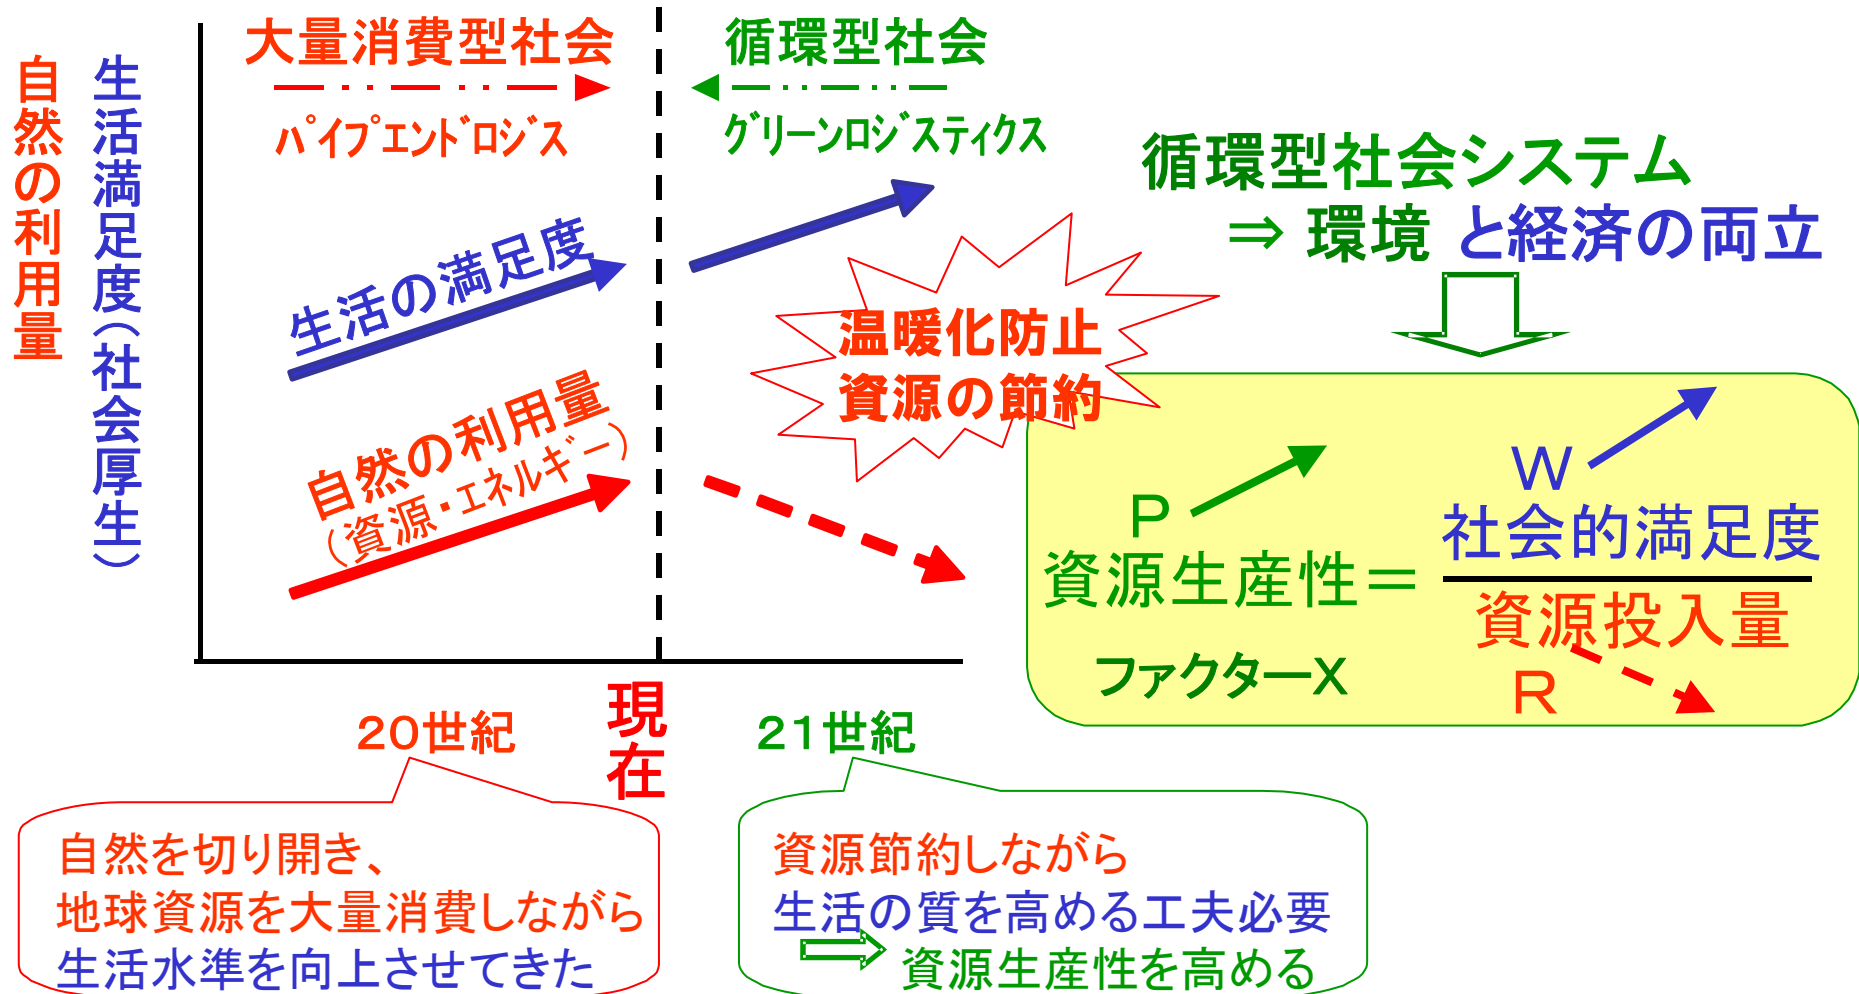 自然の利用量
生活満足度（社会厚生）
大量消費型社会
循環型社会
ﾊﾟｲﾌﾟｴﾝﾄﾞﾛｼﾞｽ
ｸﾞﾘｰﾝﾛｼﾞｽﾃｨｸｽ
生活の満足度
自然の利用量
（資源・ｴﾈﾙｷﾞｰ）
温暖化防止
資源の節約
循環型社会システム
⇒ 環境 と経済の両立
P
資源生産性＝
W
社会的満足度
資源投入量
R
ファクターX
20世紀
現在
21世紀
自然を切り開き、
地球資源を大量消費しながら
生活水準を向上させてきた
資源節約しながら
生活の質を高める工夫必要
資源生産性を高める